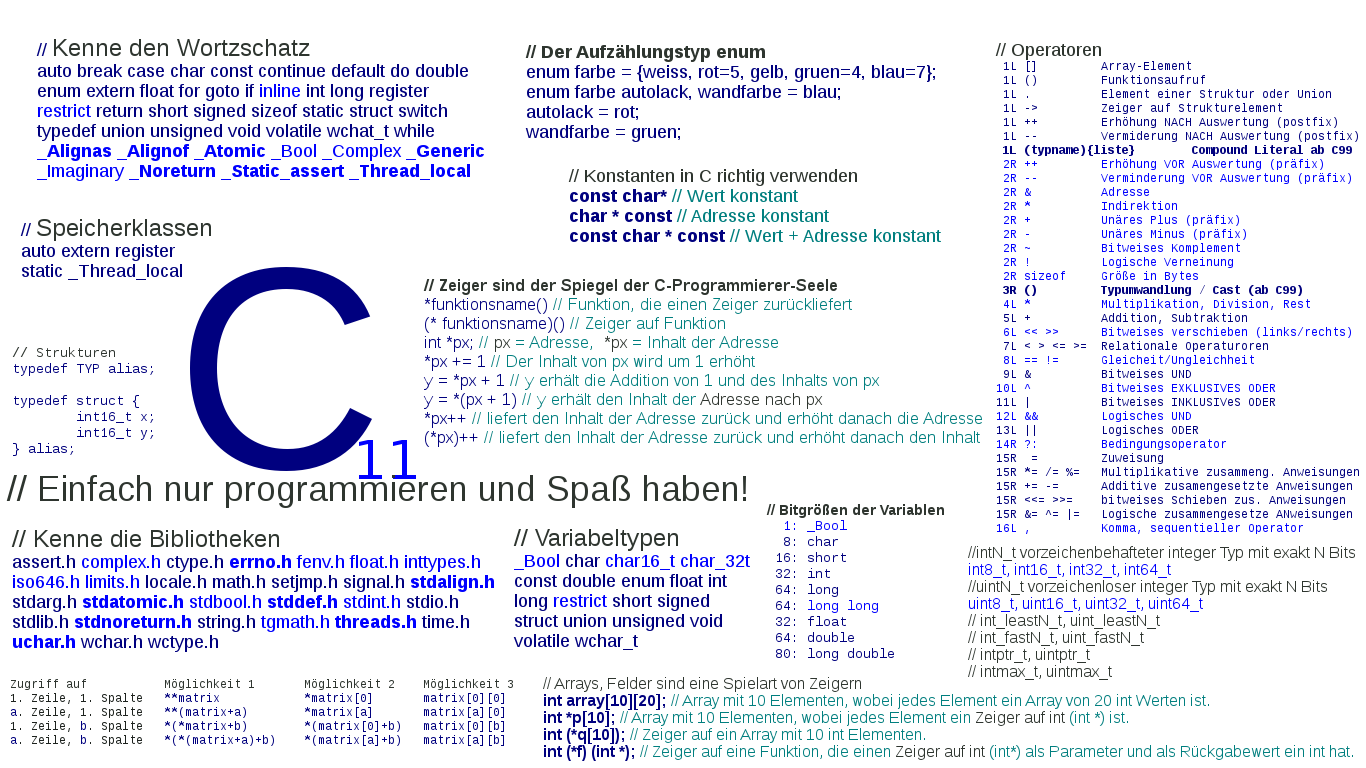 // Kenne den Wortzschatz
auto break case char const continue default do double
enum extern float for goto if inline int long register
restrict return short signed sizeof static struct switch
typedef union unsigned void volatile wchat_t while
_Alignas _Alignof _Atomic _Bool _Complex _Generic
_Imaginary _Noreturn _Static_assert _Thread_local
// Speicherklassen
auto extern register
static _Thread_local
// Strukturen
typedef TYP alias;
typedef struct {
int16_t x;
int16_t y;
} alias;
C
11
// Der Aufzählungstyp enum
enum farbe = {weiss, rot=5, gelb, gruen=4, blau=7};
enum farbe autolack, wandfarbe = blau;
autolack = rot;
wandfarbe = gruen;
// Konstanten in C richtig verwenden
const char* // Wert konstant
char * const // Adresse konstant
const char * const // Wert + Adresse konstant
// Zeiger sind der Spiegel der C-Programmierer-Seele
*funktionsname() // Funktion, die einen Zeiger zurückliefert
(* funktionsname)() // Zeiger auf Funktion
int *px; // px = Adresse, *px = Inhalt der Adresse
*px += 1 // Der Inhalt von px wird um 1 erhöht
y = *px + 1 // y erhält die Addition von 1 und des Inhalts von px
y = *(px + 1) // y erhält den Inhalt der Adresse nach px
*px++ // liefert den Inhalt der Adresse zurück und erhöht danach die Adresse
(*px)++ // liefert den Inhalt der Adresse zurück und erhöht danach den Inhalt
// Operatoren
1L [] Array-Element
1L () Funktionsaufruf
1L . Element einer Struktur oder Union
1L -> Zeiger auf Strukturelement
1L ++ Erhöhung NACH Auswertung (postfix)
1L -- Vermiderung NACH Auswertung (postfix)
1L (typname){liste} Compound Literal ab C99
2R ++ Erhöhung VOR Auswertung (präfix)
2R -- Verminderung VOR Auswertung (präfix)
2R & Adresse
2R * Indirektion
2R + Unäres Plus (präfix)
2R - Unäres Minus (präfix)
2R ~ Bitweises Komplement
2R ! Logische Verneinung
2R sizeof Größe in Bytes
3R () Typumwandlung / Cast (ab C99)
4L * Multiplikation, Division, Rest
5L + Addition, Subtraktion
6L << >> Bitweises verschieben (links/rechts)
7L < > <= >= Relationale Operatuoren
8L == != Gleicheit/Ungleichheit
9L & Bitweises UND
10L ^ Bitweises EXKLUSIVES ODER
11L | Bitweises INKLUSIVeS ODER
12L && Logisches UND
13L || Logisches ODER
14R ?: Bedingungsoperator
15R = Zuweisung
15R *= /= %= Multiplikative zusammeng. Anweisungen
15R += -= Additive zusamengesetzte Anweisungen
15R <<= >>= bitweises Schieben zus. Anweisungen
15R &= ^= |= Logische zusammengesetze ANweisungen
16L , Komma, sequentieller Operator
// Einfach nur programmieren und Spaß haben!
// Kenne die Bibliotheken
assert.h complex.h ctype.h errno.h fenv.h float.h inttypes.h
iso646.h limits.h locale.h math.h setjmp.h signal.h stdalign.h
stdarg.h stdatomic.h stdbool.h stddef.h stdint.h stdio.h
stdlib.h stdnoreturn.h string.h tgmath.h threads.h time.h
uchar.h wchar.h wctype.h
// Variabeltypen
_Bool char char16_t char_32t
const double enum float int
long restrict short signed
struct union unsigned void
volatile wchar_t
// Bitgrößen der Variablen
1: _Bool
8: char
16: short
32: int
64: long
64: long long
32: float
64: double
80: long double
//intN_t vorzeichenbehafteter integer Typ mit exakt N Bits
int8_t, int16_t, int32_t, int64_t
//uintN_t vorzeichenloser integer Typ mit exakt N Bits
uint8_t, uint16_t, uint32_t, uint64_t
// int_leastN_t, uint_leastN_t
// int_fastN_t, uint_fastN_t
// intptr_t, uintptr_t
// intmax_t, uintmax_t
Zugriff auf Möglichkeit 1 Möglichkeit 2 Möglichkeit 3
1. Zeile, 1. Spalte **matrix *matrix[0] matrix[0][0]
a. Zeile, 1. Spalte **(matrix+a) *matrix[a] matrix[a][0]
1. Zeile, b. Spalte *(*matrix+b) *(matrix[0]+b) matrix[0][b]
a. Zeile, b. Spalte *(*(matrix+a)+b) *(matrix[a]+b) matrix[a][b]
// Arrays, Felder sind eine Spielart von Zeigern
int array[10][20]; // Array mit 10 Elementen, wobei jedes Element ein Array von 20 int Werten ist.
int *p[10]; // Array mit 10 Elementen, wobei jedes Element ein Zeiger auf int (int *) ist.
int (*q[10]); // Zeiger auf ein Array mit 10 int Elementen.
int (*f) (int *); // Zeiger auf eine Funktion, die einen Zeiger auf int (int*) als Parameter und als Rückgabewert ein int hat.